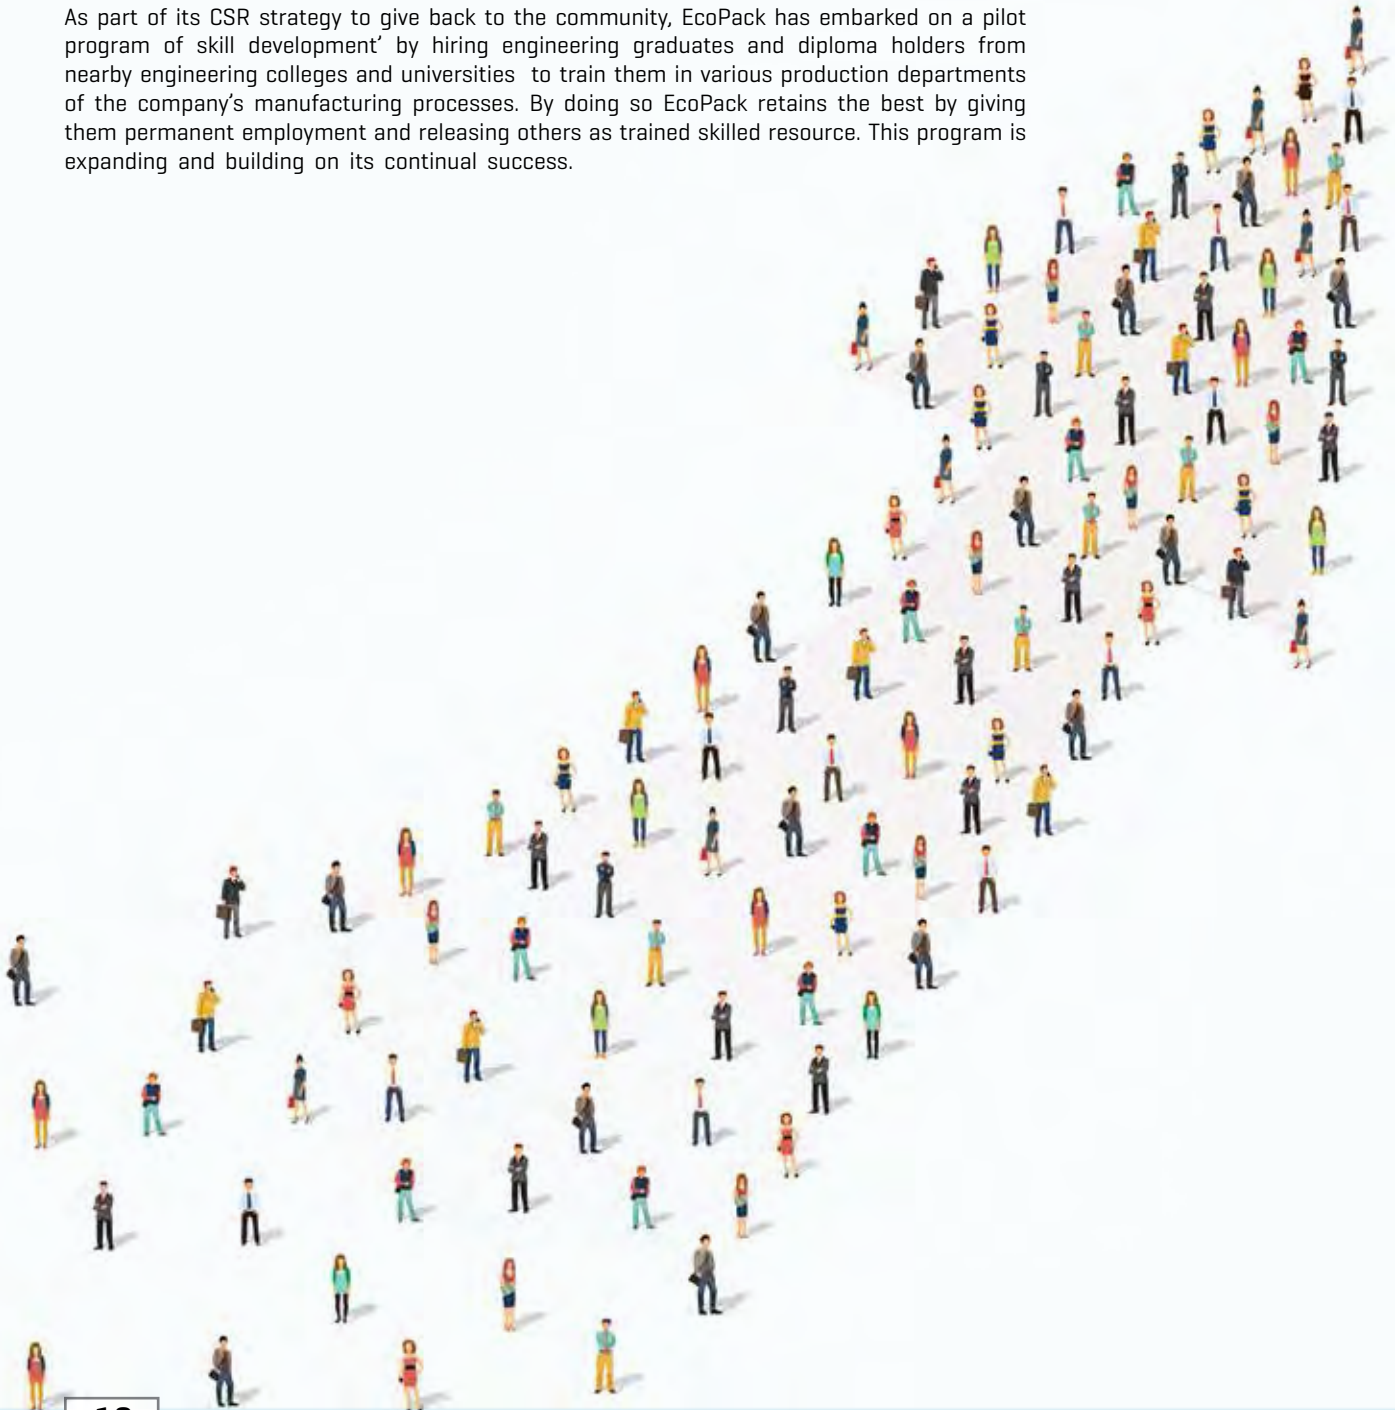 As part of its CSR strategy to give back to the community, EcoPack has embarked on a pilot
program of skill development’ by hiring engineering graduates and diploma holders from
nearby engineering colleges and universities to train them in various production departments
of the company’s manufacturing processes. By doing so EcoPack retains the best by giving
them permanent employment and releasing others as trained skilled resource. This program is
expanding and building on its continual success.